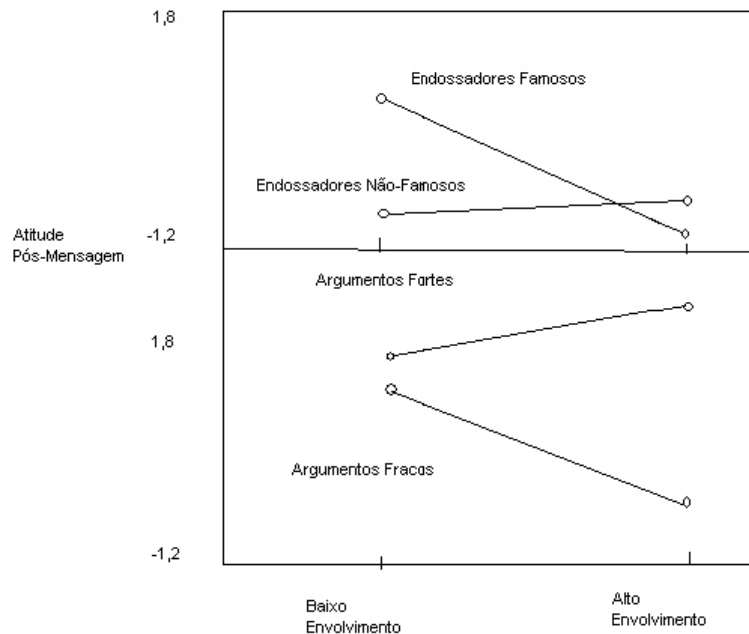 1,8
Endossadores Famosos
Endossadores Não-Famosos
Atitude
Pós-Mensagem
-1,2
Argumentos Fortes
1,8
Argumentos Fracos
-1,2
Baixo
Envolvimento
Alto
Envolvimento